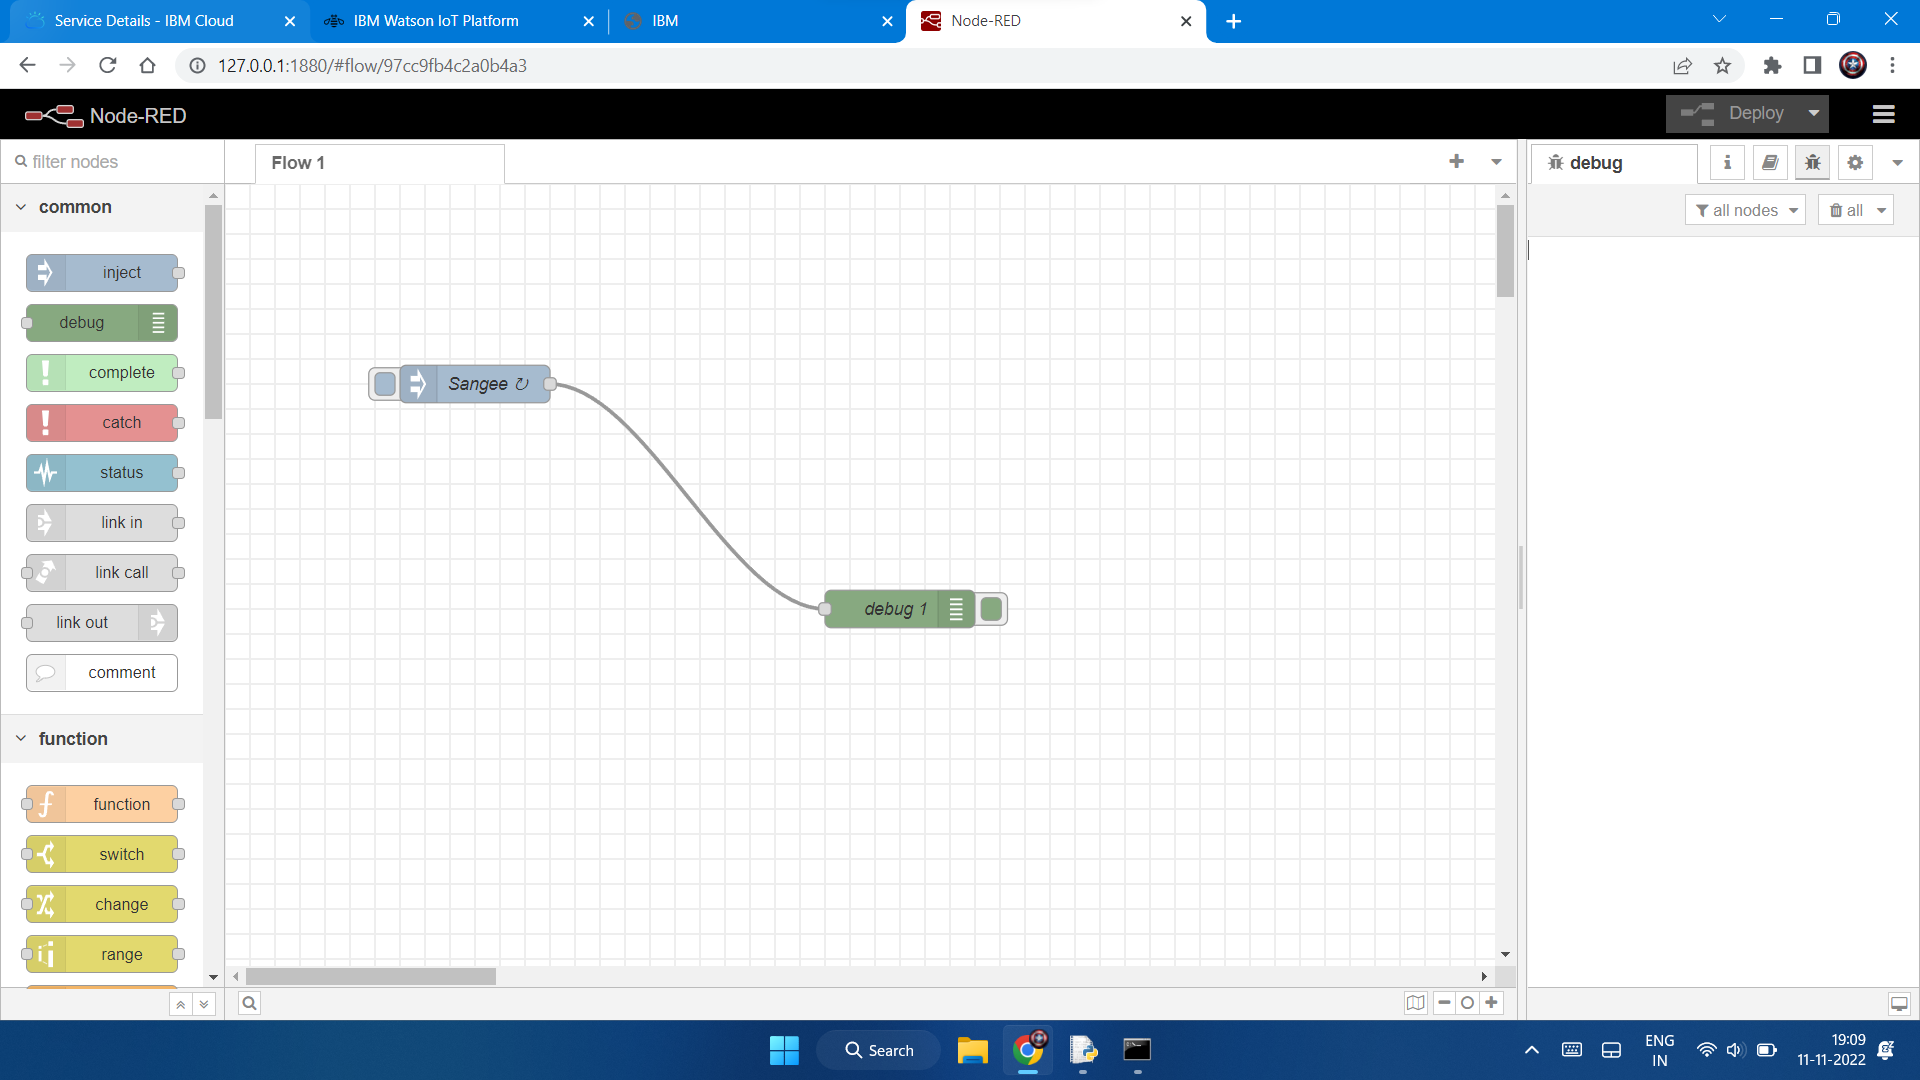 Service Details - IBM Cloud
IBM Watson IoT Platform
IBM
Node-RED
127.0.0.1:1880/#flow/97cc9fb4c2a0b4a3
Node-RED
Deploy
filter nodes
Flow 1
debug
all nodes
all
common
inject
debug
complete
catch
status
link in
link call
link out
comment
function
function
switch
change
range
Sangee ↻
debug 1
Search
ENG
IN
19:09
11-11-2022